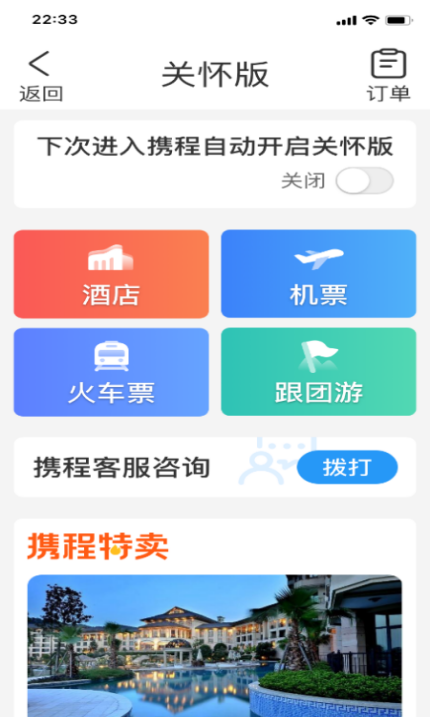 22:33
关怀版
返回
订单
下次进入携程自动开启关怀版
关闭
酒店
机票
火车票
跟团游
携程客服咨询
拨打
携程特卖